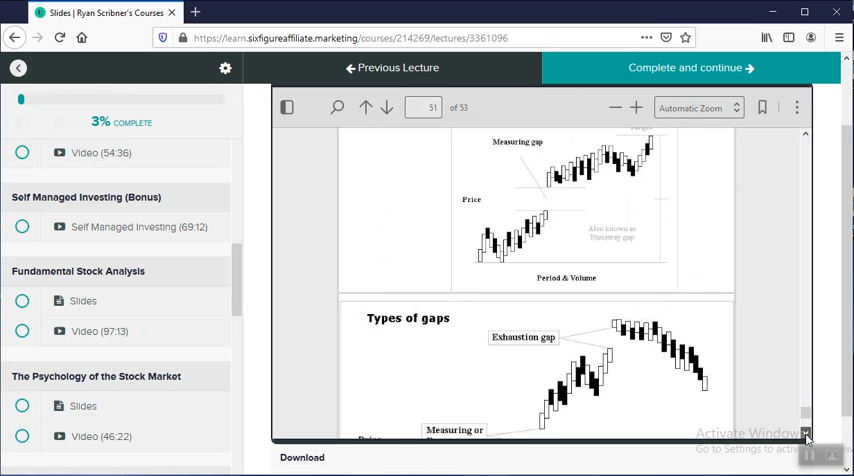 Slides | Ryan Scribner's Courses
https://learn.sixfigureaffiliate.marketing/courses/214269/lectures/3361096
Previous Lecture
Complete and continue
51 of 53
Automatic Zoom
3% COMPLETE
Video (54:36)
Self Managed Investing (Bonus)
Self Managed Investing (69:12)
Fundamental Stock Analysis
Slides
Video (97:13)
The Psychology of the Stock Market
Slides
Video (46:22)
Target
Measuring gap
Price
Also known as
Runaway gap
Period & Volume
Types of gaps
Exhaustion gap
Measuring or
Price
Activate Windows
Go to Settings to activ
Download